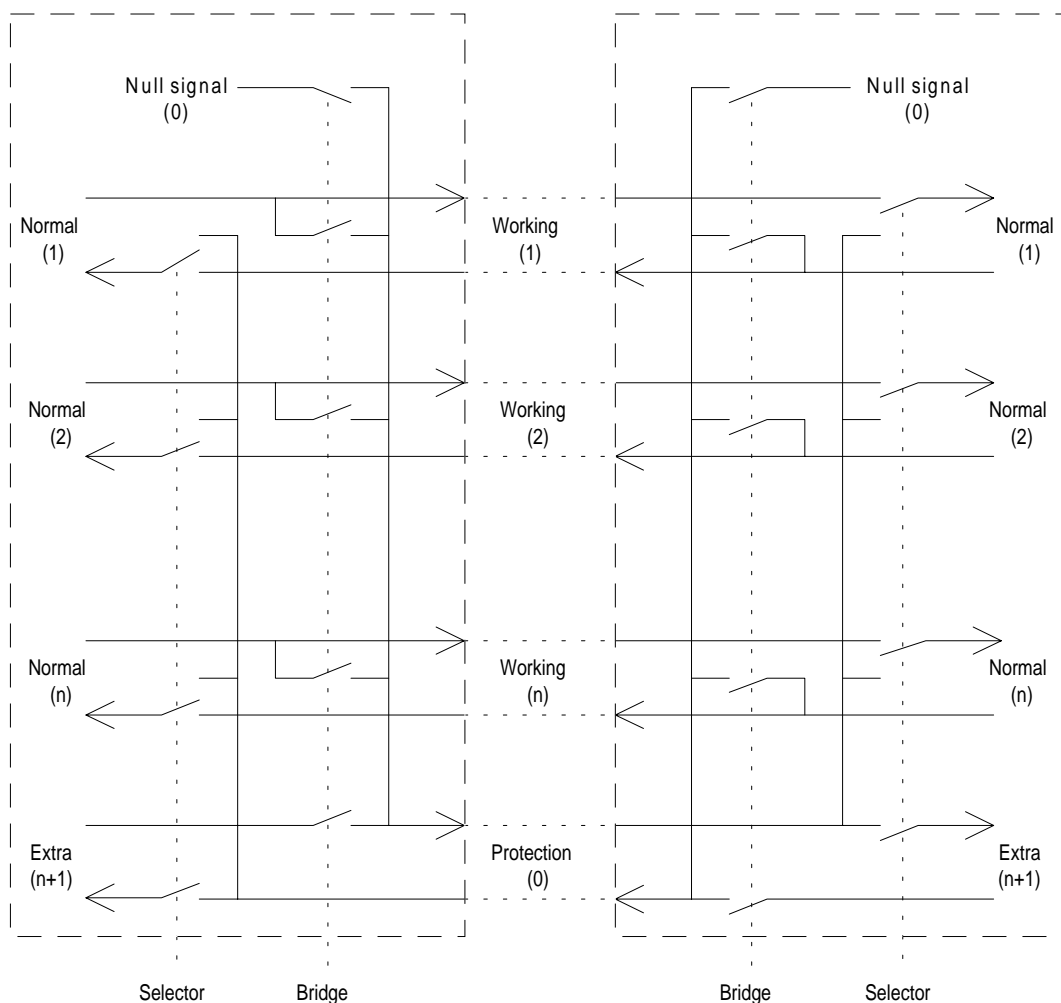 Null signal
(0)
Null signal
(0)
Normal
(1)
Working
(1)
Normal
(1)
Normal
(2)
Working
(2)
Normal
(2)
Normal
(n)
Working
(n)
Normal
(n)
Extra
(n+1)
Protection
(0)
Extra
(n+1)
Selector
Bridge
Bridge
Selector